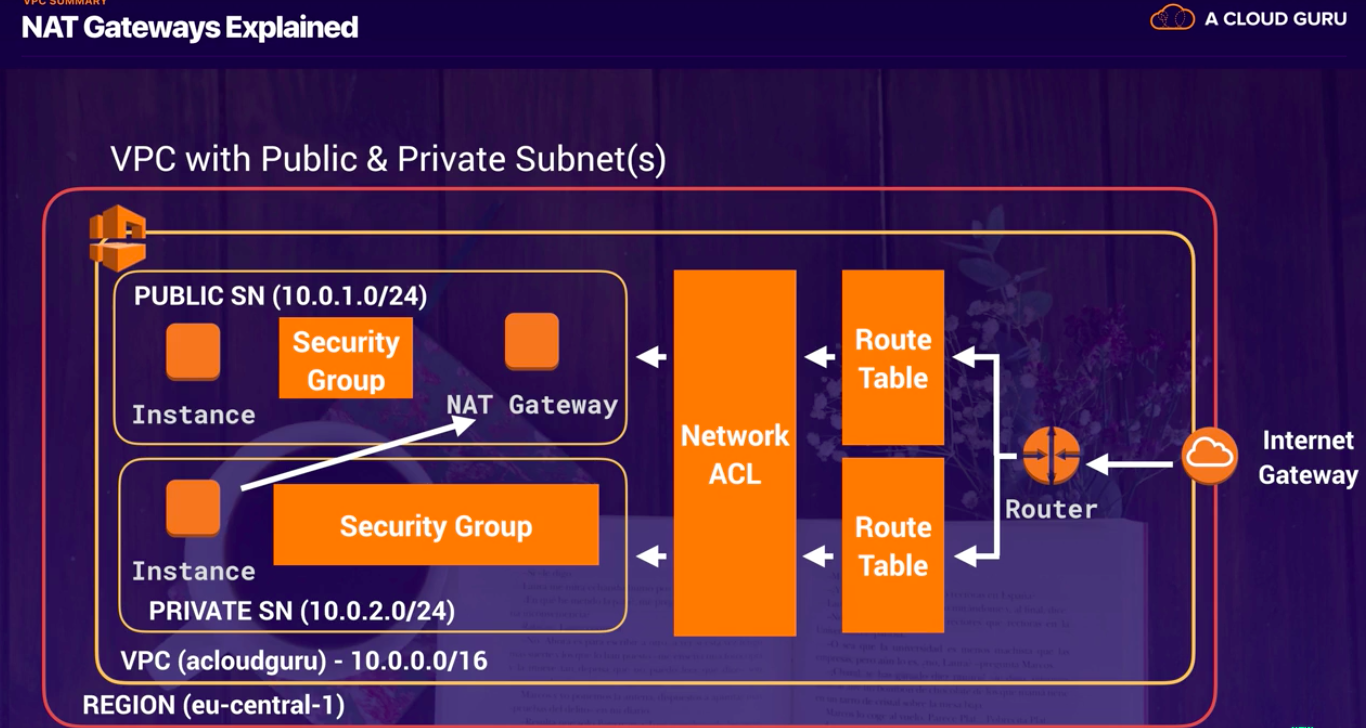 VPC SUMMARY
NAT Gateways Explained
A CLOUD GURU
VPC with Public & Private Subnet(s)
PUBLIC SN (10.0.1.0/24)
Security
Group
Instance
NAT Gateway
Security Group
Instance
PRIVATE SN (10.0.2.0/24)
Network
ACL
Route
Table
Route
Table
Router
Internet
Gateway
VPC (acloudguru) - 10.0.0.0/16
REGION (eu-central-1)